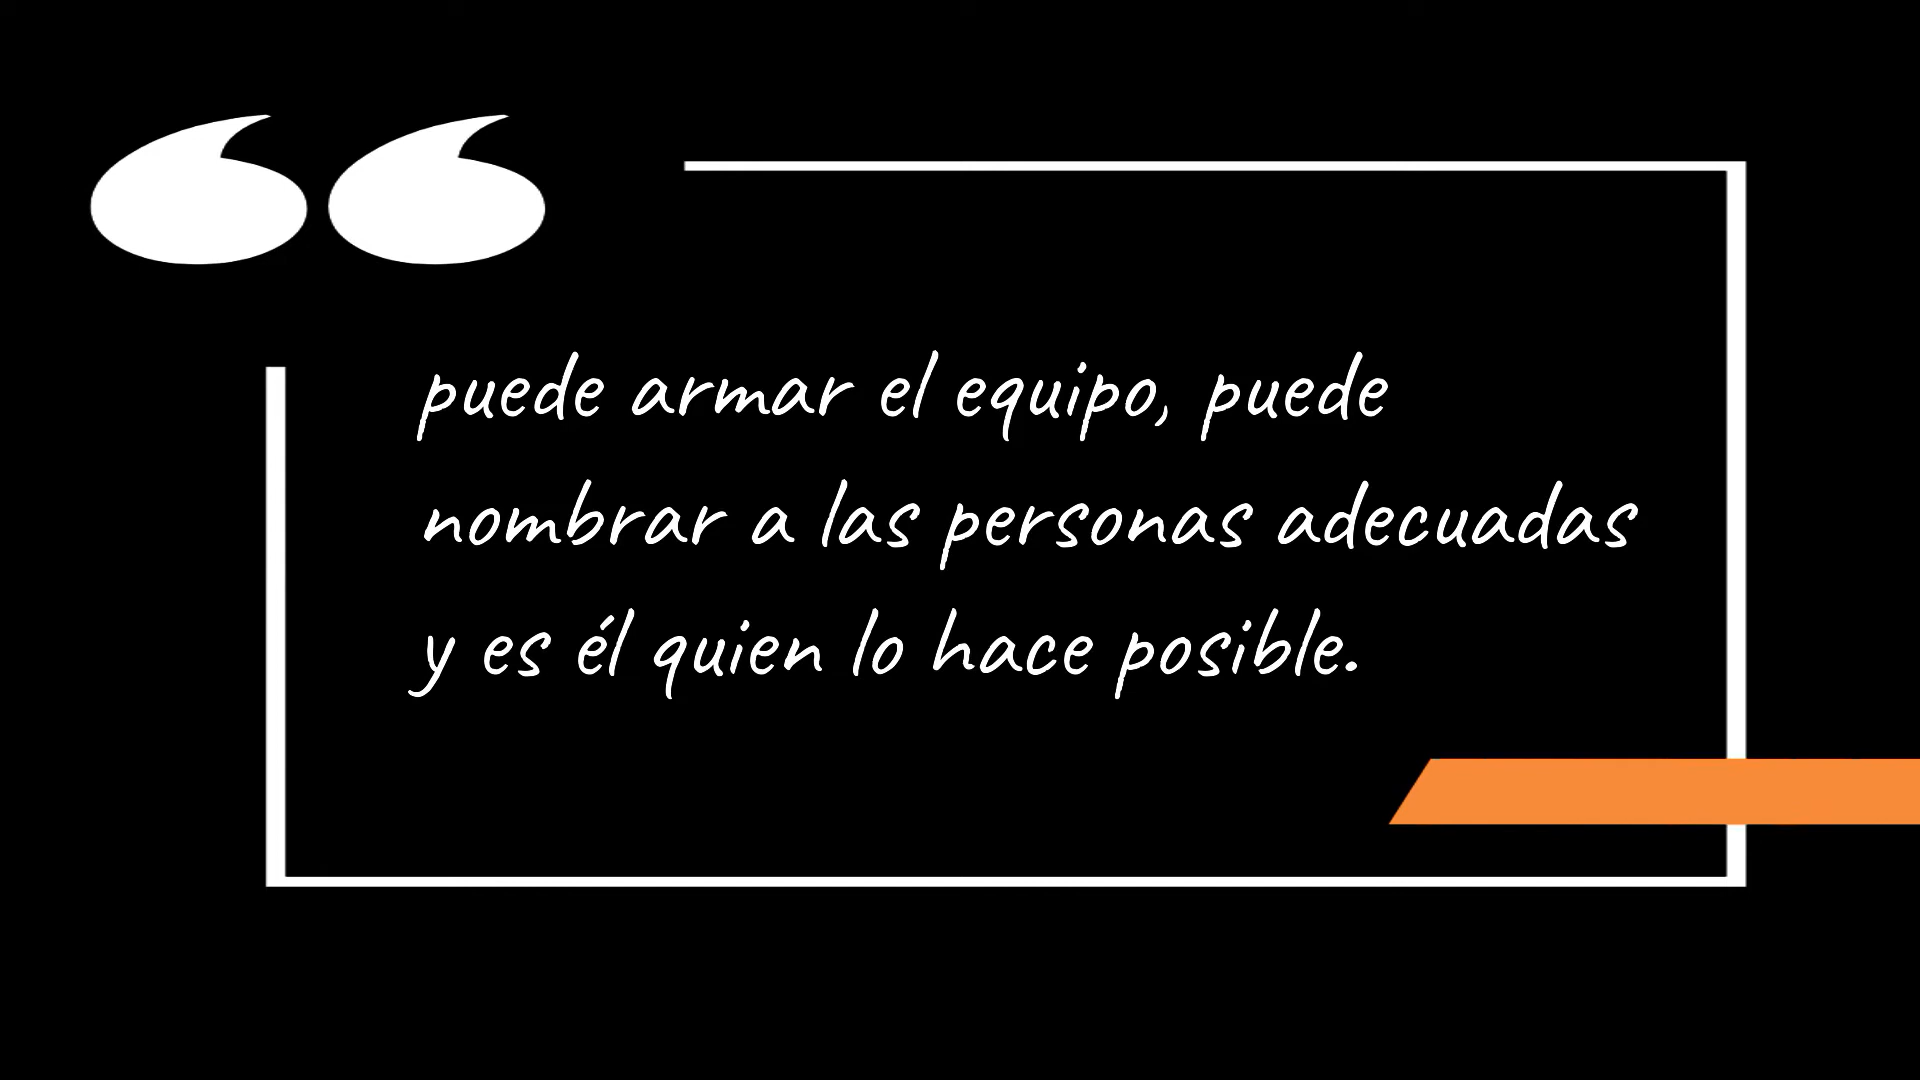 puede armar el equipo, puede
nombrar a las personas adecuadas
y es él quien lo hace posible.